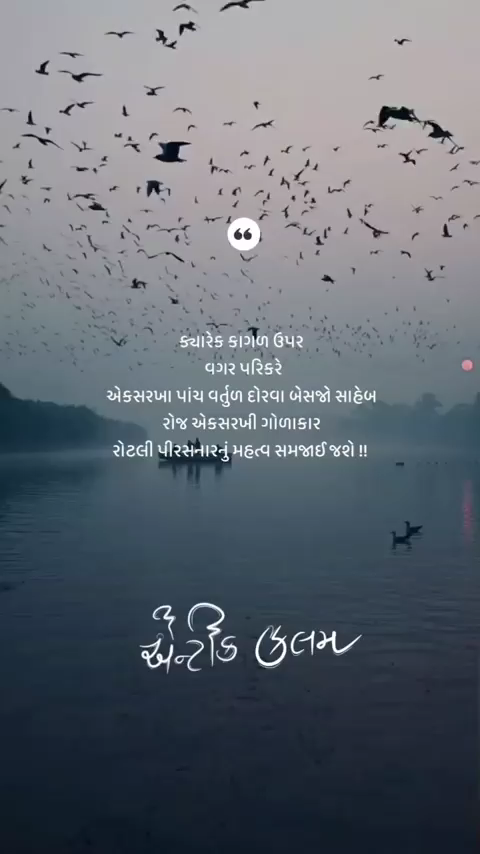 ક્યારેક કાગળ ઉપર
વગર પરિકરે
એકસરખા પાંચ વર્તુળ દોરવા બેસજો સાહેબ
રોજ એકસરખી ગોળાકાર
રોટલી પીરસનારનું મહત્વ સમજાઈ જશે !!
એન્ટીક કલમ